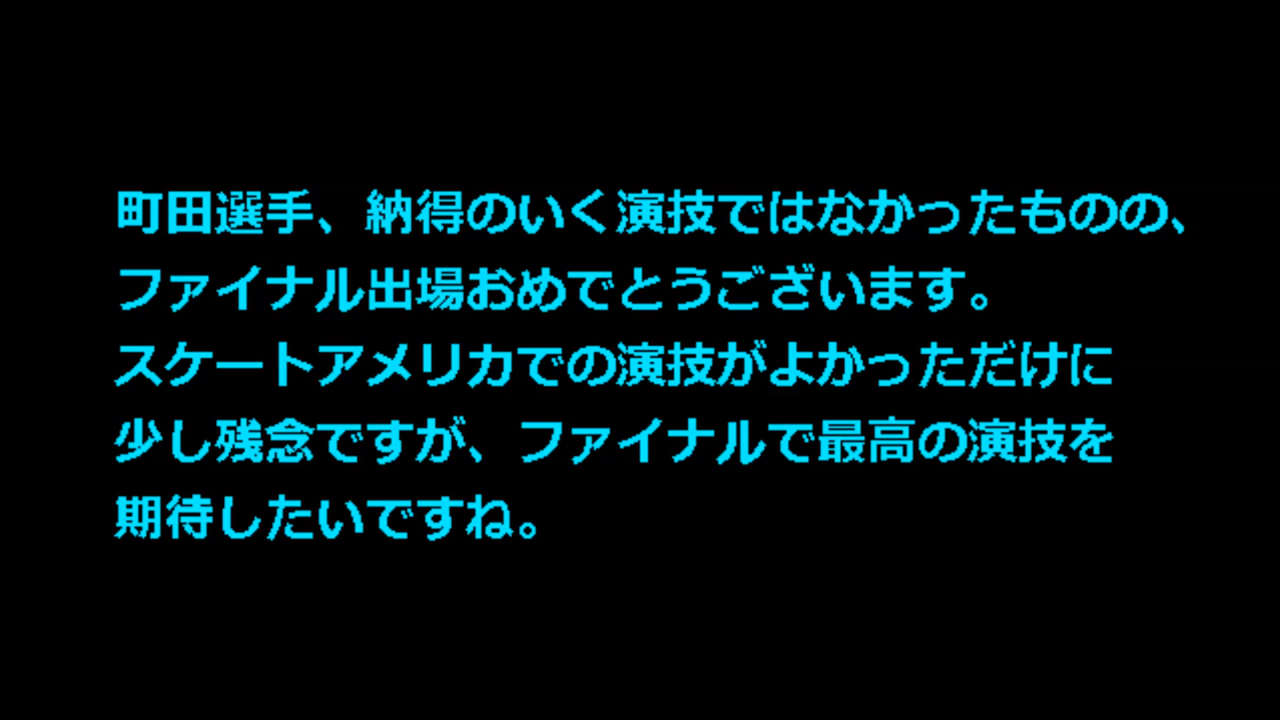 町田選手、納得のいく演技ではなかったものの、
ファイナル出場おめでとうございます。
スケートアメリカでの演技がよかっただけに
少し残念ですが、ファイナルで最高の演技を
期待したいですね。